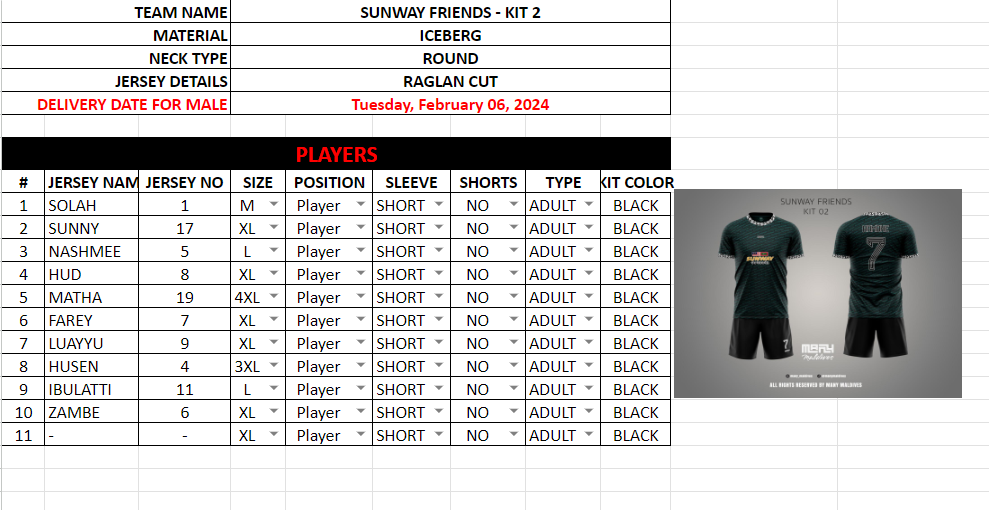 TEAM NAME SUNWAY FRIENDS - KIT 2
MATERIAL ICEBERG
NECK TYPE ROUND
JERSEY DETAILS RAGLAN CUT
DELIVERY DATE FOR MALE Tuesday, February 06, 2024
PLAYERS
# JERSEY NAM JERSEY NO SIZE POSITION SLEEVE SHORTS TYPE KIT COLOR
1 SOLAH 1 M Player SHORT NO ADULT BLACK
2 SUNNY 17 XL Player SHORT NO ADULT BLACK
3 NASHMEE 5 L Player SHORT NO ADULT BLACK
4 HUD 8 XL Player SHORT NO ADULT BLACK
5 MATHA 19 4XL Player SHORT NO ADULT BLACK
6 FAREY 7 XL Player SHORT NO ADULT BLACK
7 LUAYYU 9 XL Player SHORT NO ADULT BLACK
8 HUSEN 4 3XL Player SHORT NO ADULT BLACK
9 IBULATTI 11 L Player SHORT NO ADULT BLACK
10 ZAMBE 6 XL Player SHORT NO ADULT BLACK
11 - - XL Player SHORT NO ADULT BLACK
SUNWAY FRIENDS
KIT 02
SUNWAY
7
7
MARY
Maldives
ALL RIGHTS RESERVED BY MARY MALDIVES